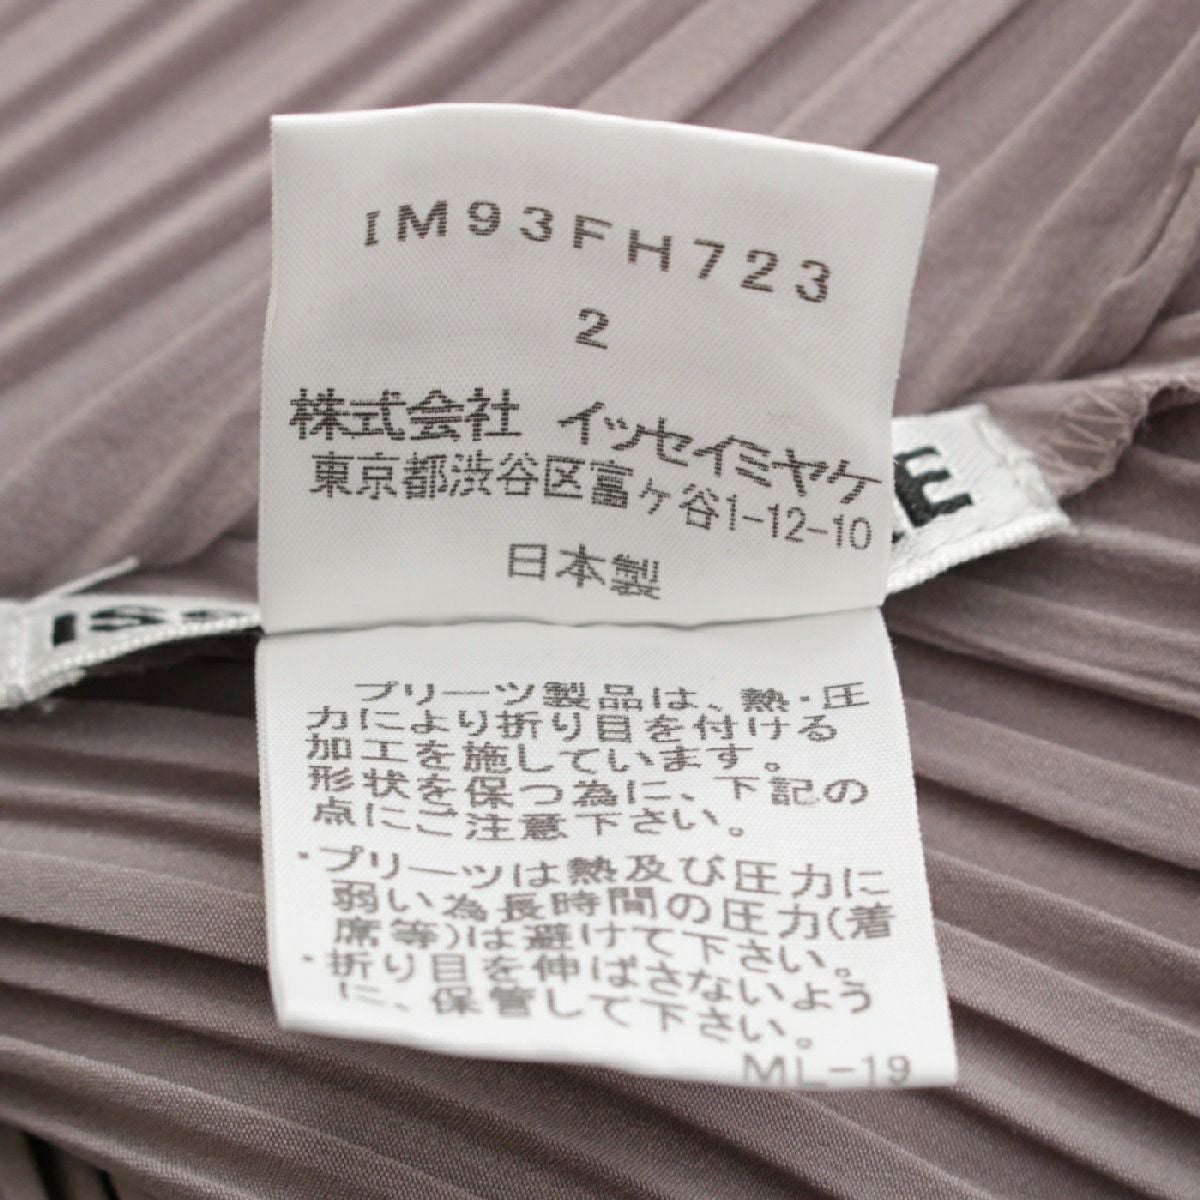 IM93FH723
2
株式会社 イッセイミヤケ
東京都渋谷区富ヶ谷1-12-10
日本製
プリーツ製品は、熱・圧
力により折り目を付ける
加工を施しています。
形状を保つ為に、下記の
点にご注意下さい。
・プリーツは熱及び圧力に
弱い為長時間の圧力(着
席等)は避けて下さい。
・折り目を伸ばさないよう
に、保管して下さい。
ML-19